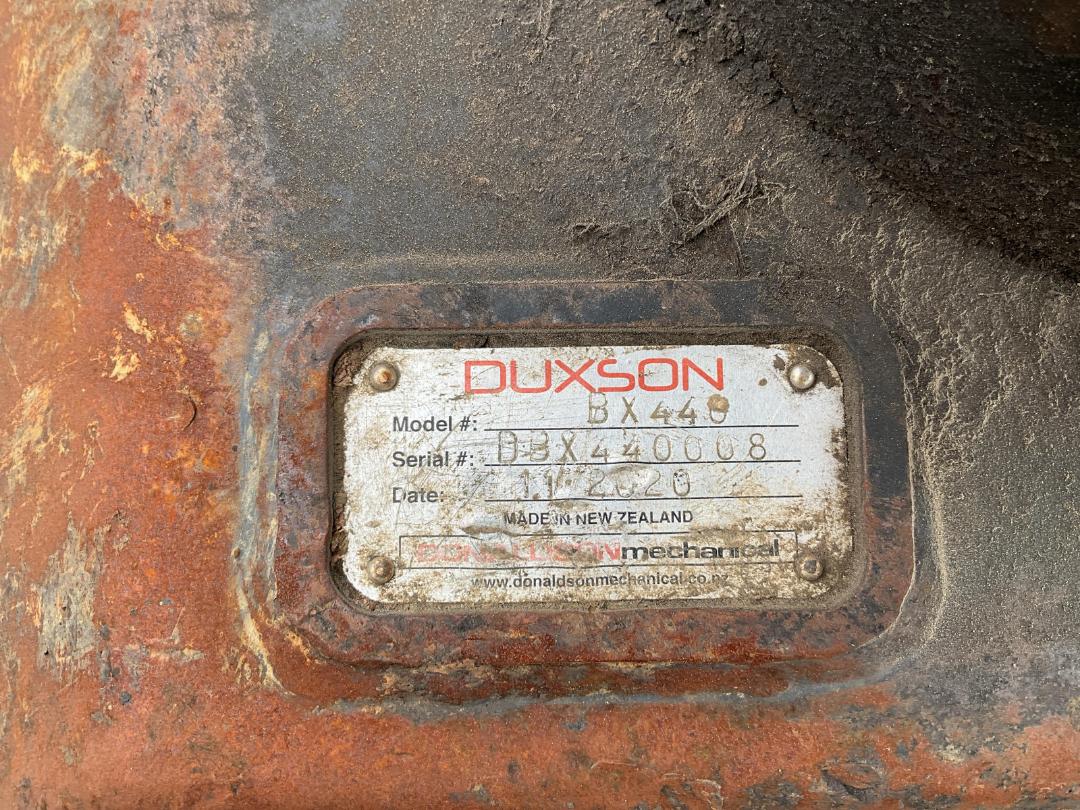 DUXSON
Model #: BX440
Serial #: DBX440008
Date: 11 2020
MADE IN NEW ZEALAND
DONALDSONmechanical
www.donaldsonmechanical.co.nz